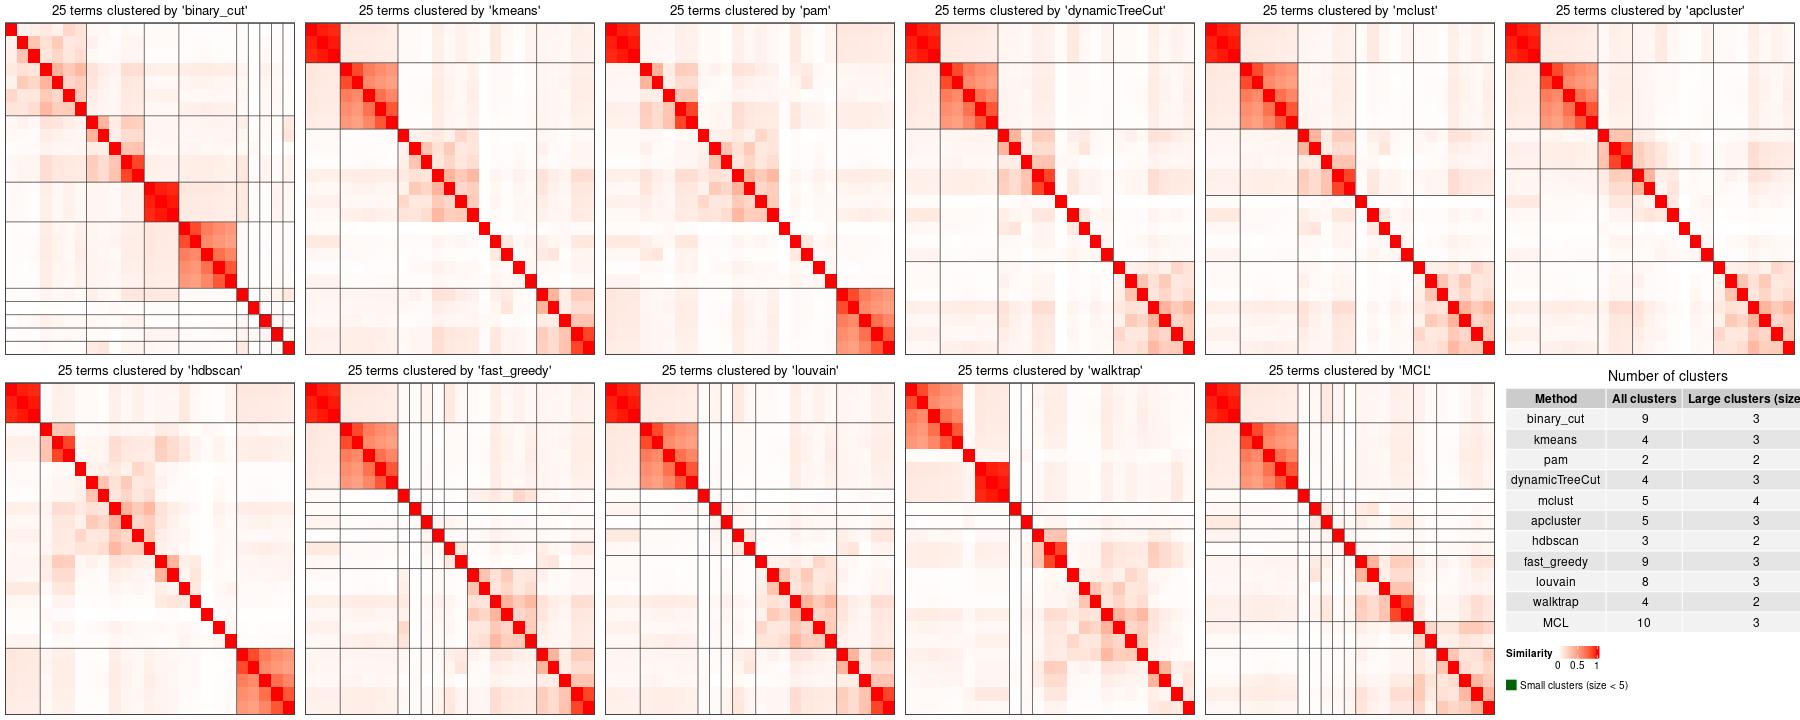 25 terms clustered by 'binary_cut'
25 terms clustered by 'kmeans'
25 terms clustered by 'pam'
25 terms clustered by 'dynamicTreeCut'
25 terms clustered by 'mclust'
25 terms clustered by 'apcluster'
25 terms clustered by 'hdbscan'
25 terms clustered by 'fast_greedy'
25 terms clustered by 'louvain'
25 terms clustered by 'walktrap'
25 terms clustered by 'MCL'
Number of clusters
Method All clusters Large clusters (size
binary_cut 9 3
kmeans 4 3
pam 2 2
dynamicTreeCut 4 3
mclust 5 4
apcluster 5 3
hdbscan 3 2
fast_greedy 9 3
louvain 8 3
walktrap 4 2
MCL 10 3
Similarity
0 0.5 1
Small clusters (size < 5)